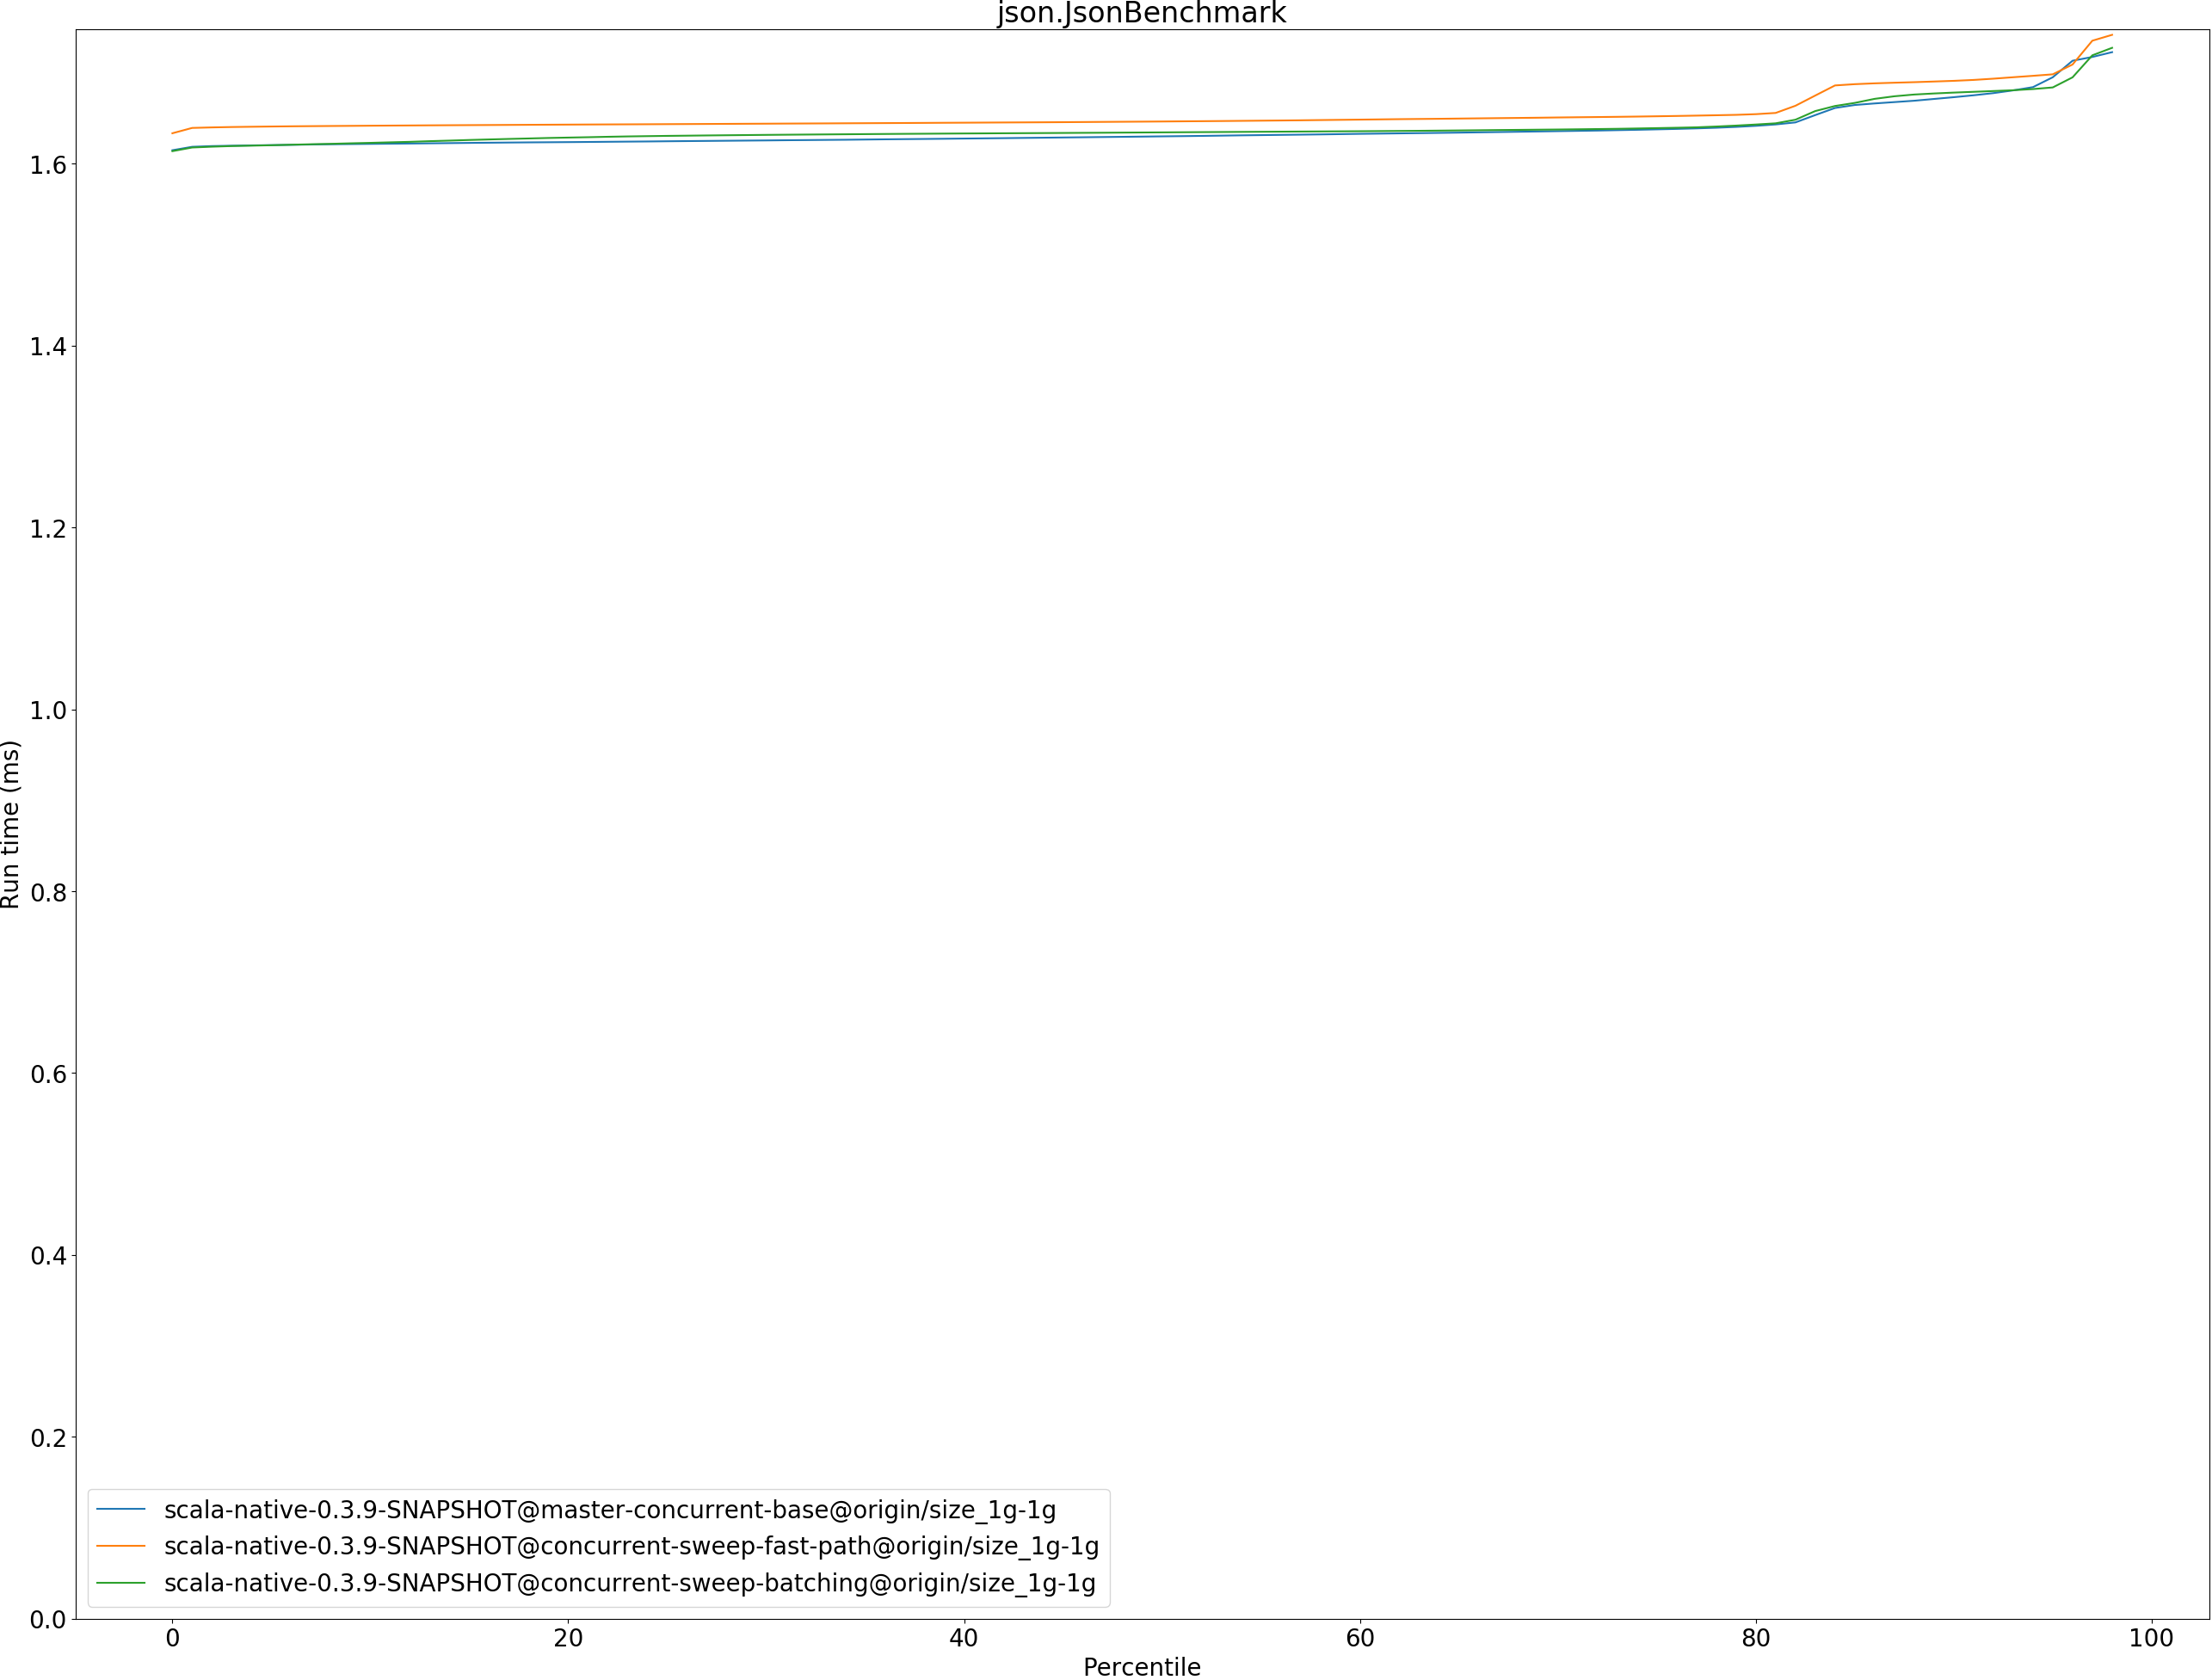 json.JsonBenchmark
Run time (ms)
1.6
1.4
1.2
1.0
0.8
0.6
0.4
0.2
0.0
scala-native-0.3.9-SNAPSHOT@master-concurrent-base@origin/size_1g-1g
scala-native-0.3.9-SNAPSHOT@concurrent-sweep-fast-path@origin/size_1g-1g
scala-native-0.3.9-SNAPSHOT@concurrent-sweep-batching@origin/size_1g-1g
0 20 40 60 80 100
Percentile